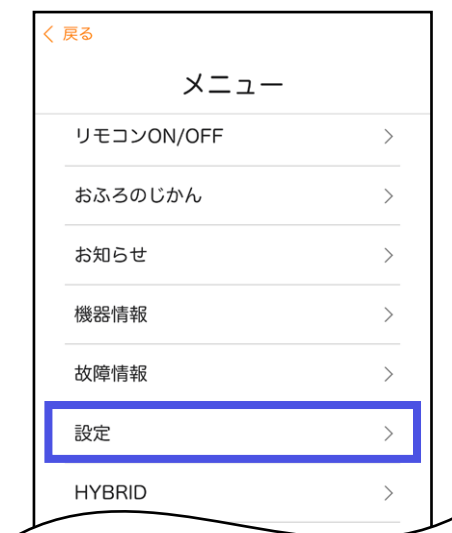 戻る
メニュー
リモコンON/OFF
おふろのじかん
お知らせ
機器情報
故障情報
設定
HYBRID